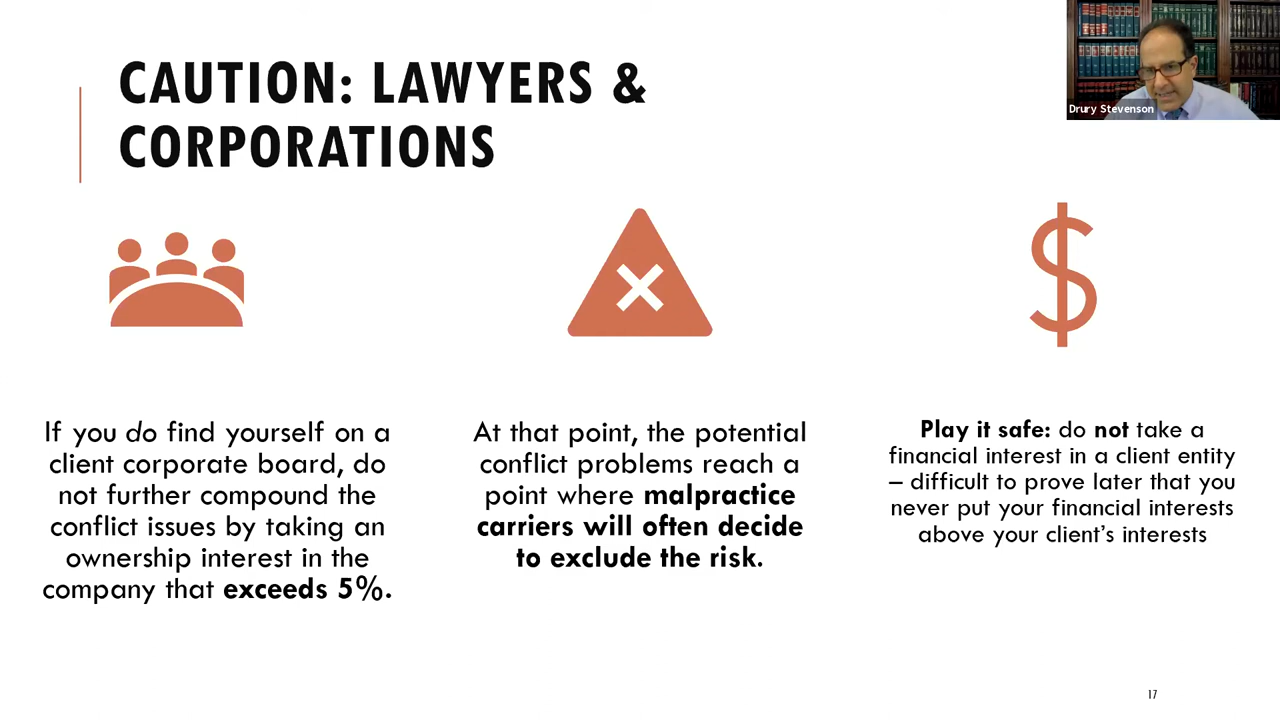 CAUTION: LAWYERS &
CORPORATIONS
Drury Stevenson
If you do find yourself on a
client corporate board, do
not further compound the
conflict issues by taking an
ownership interest in the
company that exceeds 5%.
At that point, the potential
conflict problems reach a
point where malpractice
carriers will often decide
to exclude the risk.
$
Play it safe: do not take a
financial interest in a client entity
– difficult to prove later that you
never put your financial interests
above your client’s interests
17